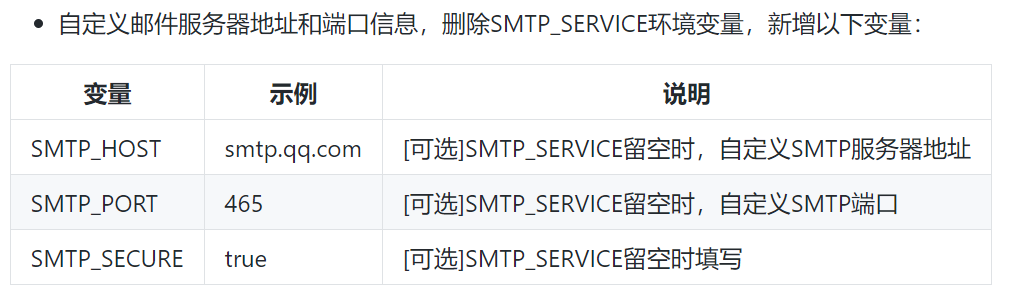 自定义邮件服务器地址和端口信息，删除SMTP_SERVICE环境变量，新增以下变量：
变量 示例 说明
SMTP_HOST smtp.qq.com [可选]SMTP_SERVICE留空时，自定义SMTP服务器地址
SMTP_PORT 465 [可选]SMTP_SERVICE留空时，自定义SMTP端口
SMTP_SECURE true [可选]SMTP_SERVICE留空时填写